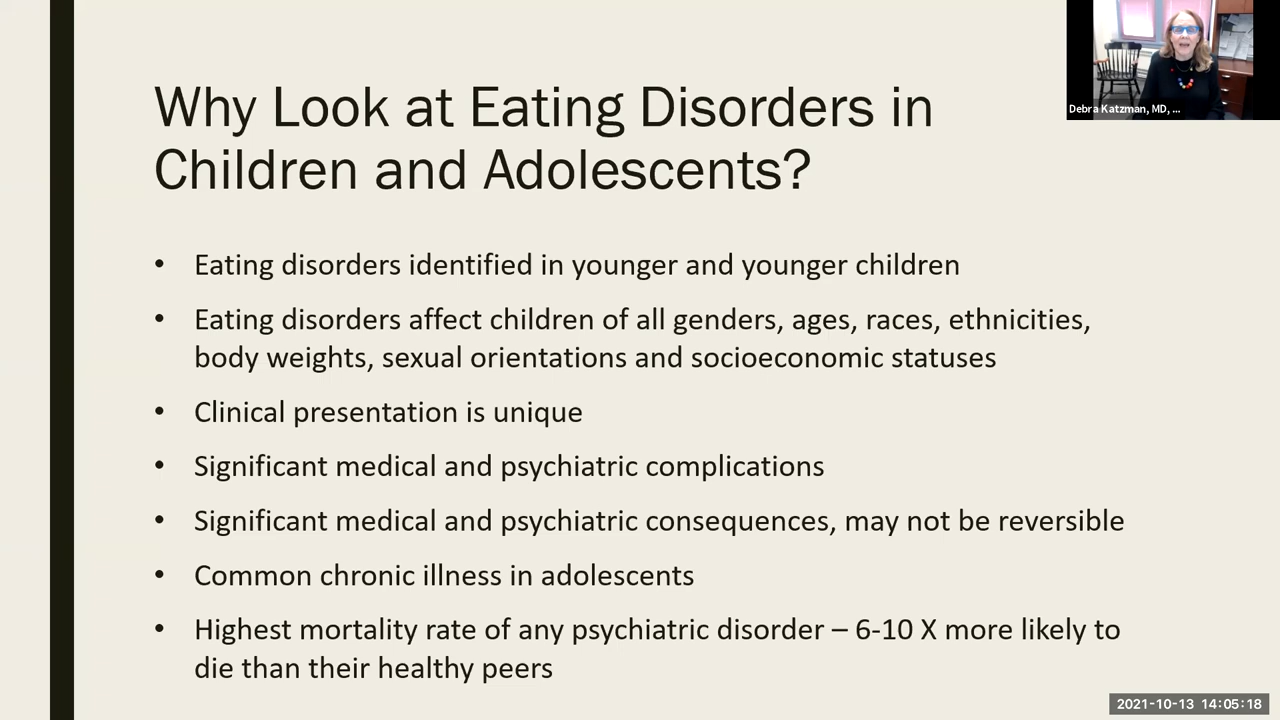 Why Look at Eating Disorders in
Children and Adolescents?
• Eating disorders identified in younger and younger children
• Eating disorders affect children of all genders, ages, races, ethnicities,
body weights, sexual orientations and socioeconomic statuses
• Clinical presentation is unique
• Significant medical and psychiatric complications
• Significant medical and psychiatric consequences, may not be reversible
• Common chronic illness in adolescents
• Highest mortality rate of any psychiatric disorder – 6-10 X more likely to
die than their healthy peers
Debra Katzman, MD, ...
2021-10-13 14:05:18